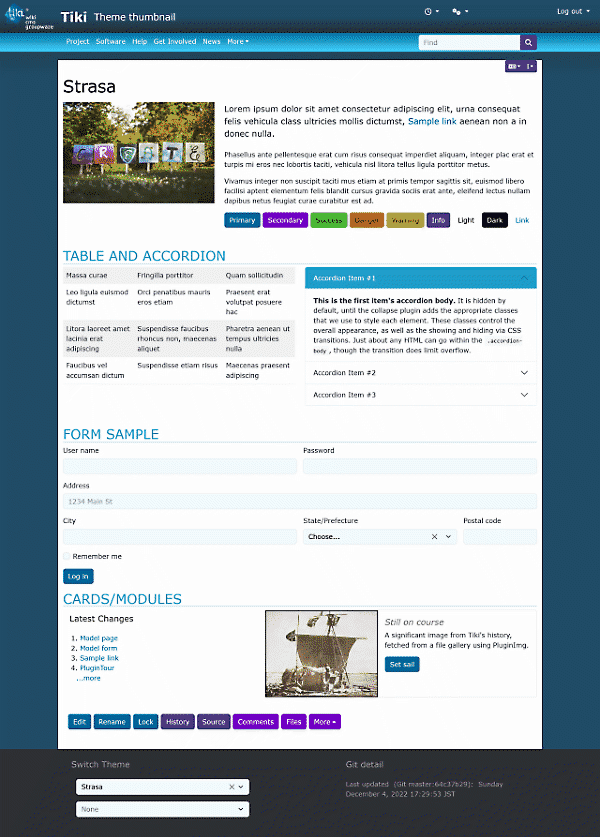 tiki wiki cms groupware
Tiki Theme thumbnail
Log out
Project Software Help Get Involved News More
Find
Strasa
CREATE
Lorem ipsum dolor sit amet consectetur adipiscing elit, urna consequat
felis vehicula class ultricies mollis dictumst, Sample link aenean non a in
donec nulla.
Phasellus ante pellentesque erat cum risus consequat imperdiet aliquam, integer plac erat et
turpis mi eros nec lobortis taciti, vehicula nisl litora tellus ligula porttitor metus.
Vivamus integer non suscipit taciti mus etiam at primis tempor sagittis sit, euismod libero
facilisi aptent elementum felis blandit cursus gravida sociis erat ante, eleifend lectus nullam
dapibus netus feugiat curae curabitur est ad.
Primary Secondary Success Danger Warning Info Light Dark Link
TABLE AND ACCORDION
Massa curae Fringilla porttitor Quam sollicitudin
Leo ligula euismod dictumst Orci penatibus mauris eros etiam Praesent erat volutpat posuere hac
Litora laoreet amet lacinia erat adipiscing Suspendisse faucibus rhoncus non, maecenas aliquet Pharetra aenean ut tempus ultricies nulla
Faucibus vel accumsan dictum Suspendisse etiam risus Maecenas praesent adipiscing
Accordion Item #1
This is the first item's accordion body. It is hidden by
default, until the collapse plugin adds the appropriate classes
that we use to style each element. These classes control the
overall appearance, as well as the showing and hiding via CSS
transitions. Just about any HTML can go within the .accordion-
body , though the transition does limit overflow.
Accordion Item #2
Accordion Item #3
FORM SAMPLE
User name Password
Address
1234 Main St
City State/Prefecture Postal code
Choose...
Remember me
Log in
CARDS/MODULES
Latest Changes
1. Model page
2. Model form
3. Sample link
4. PluginTour
...more
Still on course
A significant image from Tiki's history,
fetched from a file gallery using PluginImg.
Set sail
Edit Rename Lock History Source Comments Files More
Switch Theme
Strasa
None
Git detail
Last updated (Git master:64c37b29): Sunday
December 4, 2022 17:29:53 JST